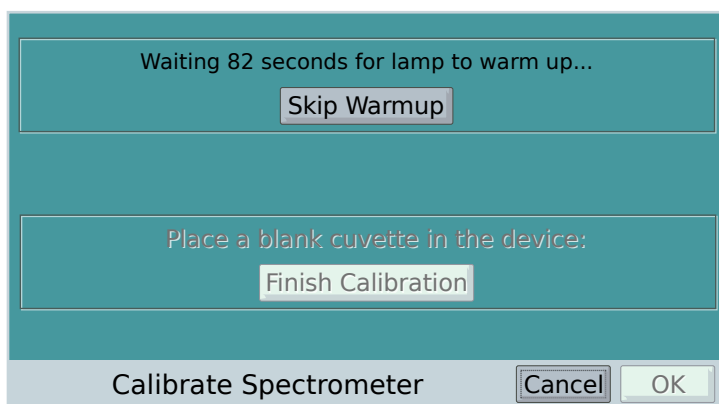 Waiting 82 seconds for lamp to warm up...
Skip Warmup
Place a blank cuvette in the device:
Finish Calibration
Calibrate Spectrometer Cancel OK